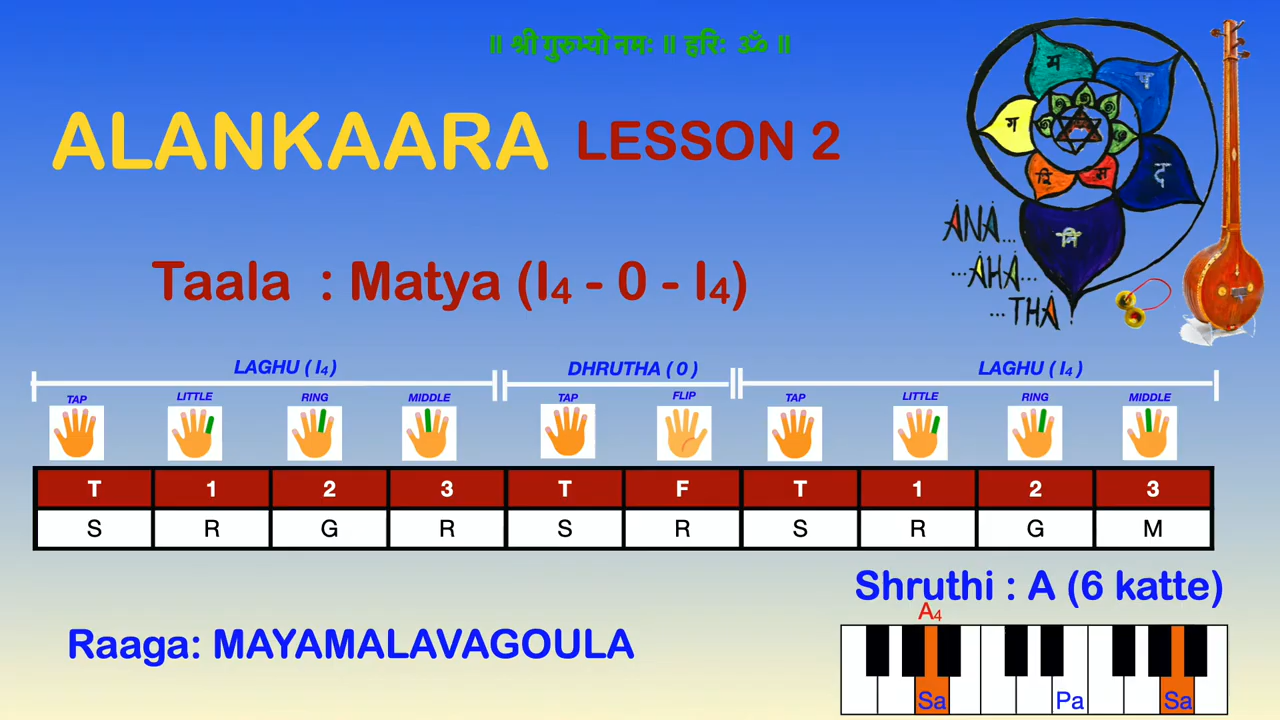 ॥ श्री गुरुभ्यो नमः ॥ हरिः ॐ ॥
ALANKAARA LESSON 2
म
प
ग
द
रि
स
नि
ANA...
...AHA...
...THA
Taala : Matya (I₄ - 0 - I₄)
LAGHU ( I₄ ) DHRUTHA ( 0 ) LAGHU ( I₄ )
TAP LITTLE RING MIDDLE TAP FLIP TAP LITTLE RING MIDDLE
T 1 2 3 T F T 1 2 3
S R G R S R S R G M
Shruthi : A (6 katte)
A₄
Raaga: MAYAMALAVAGOULA
Sa Pa Sa